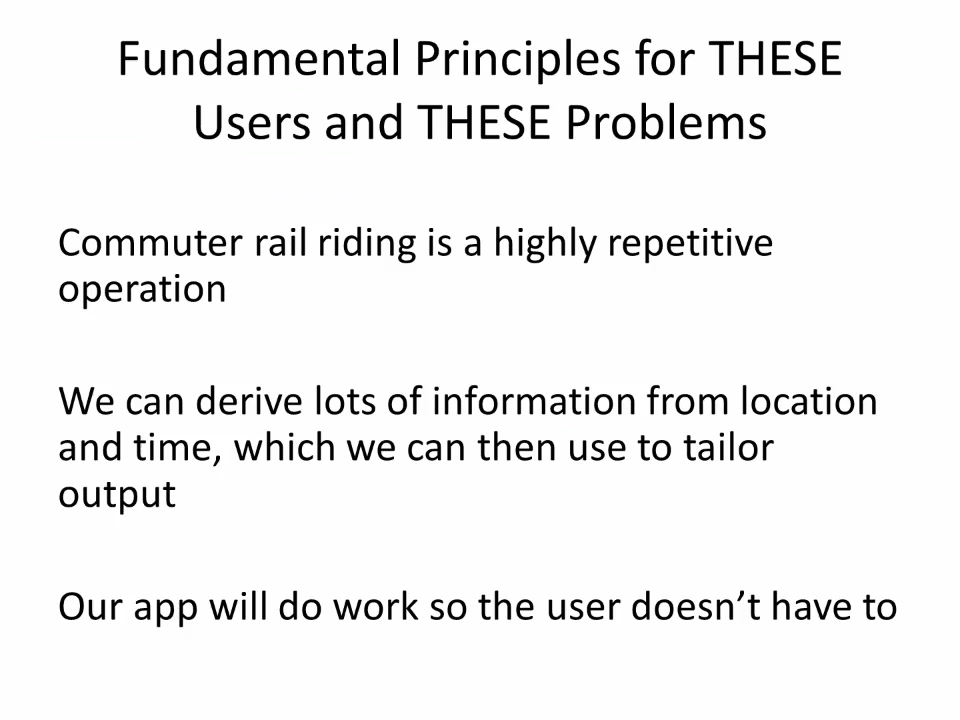 Fundamental Principles for THESE
Users and THESE Problems
Commuter rail riding is a highly repetitive
operation
We can derive lots of information from location
and time, which we can then use to tailor
output
Our app will do work so the user doesn’t have to